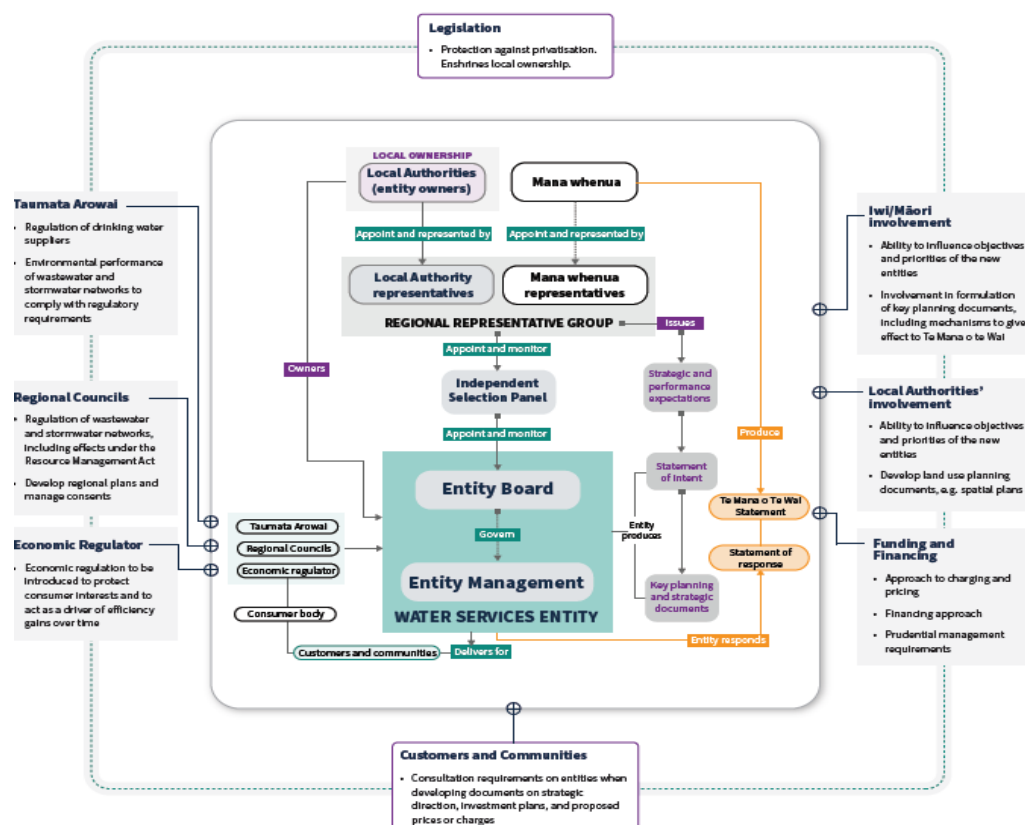 Legislation
• Protection against privatisation.
Enshrines local ownership.
LOCAL OWNERSHIP
Local Authorities
(entity owners)
Mana whenua
Appoint and represented by
Appoint and represented by
Local Authority
representatives
Mana whenua
representatives
REGIONAL REPRESENTATIVE GROUP
Issues
Appoint and monitor
Owners
Independent
Selection Panel
Strategic and
performance
expectations
Appoint and monitor
Produce
Entity Board
Statement
of intent
Te Mana o Te Wai
Statement
Govern
Entity
produces
Statement of
response
Entity Management
Key planning
and strategic
documents
WATER SERVICES ENTITY
Taumata Arowai
Regional Councils
Economic regulator
Consumer body
Customers and communities
Delivers for
Entity responds
Taumata Arowai
• Regulation of drinking water
suppliers
• Environmental performance
of wastewater and
stormwater networks to
comply with regulatory
requirements
Regional Councils
• Regulation of wastewater
and stormwater networks,
including effects under the
Resource Management Act
• Develop regional plans and
manage consents
Economic Regulator
• Economic regulation to be
introduced to protect
consumer interests and to
act as a driver of efficiency
gains over time
Iwi/Māori
involvement
• Ability to influence objectives
and priorities of the new
entities
• Involvement in formulation
of key planning documents,
including mechanisms to give
effect to Te Mana o te Wai
Local Authorities'
involvement
• Ability to influence objectives
and priorities of the new
entities
• Develop land use planning
documents, e.g. spatial plans
Funding and
Financing
• Approach to charging and
pricing
• Financing approach
• Prudential management
requirements
Customers and Communities
• Consultation requirements on entities when
developing documents on strategic
direction, investment plans, and proposed
prices or charges